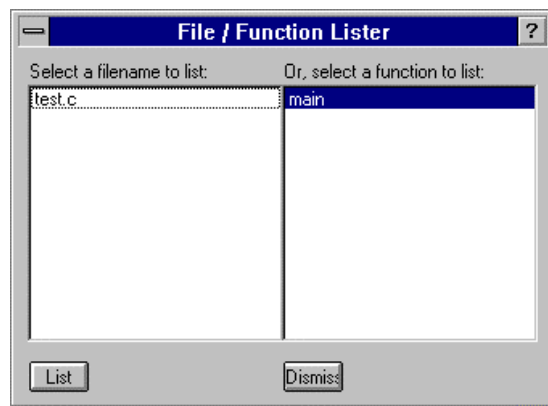 File / Function Lister ?
Select a filename to list:
Or, select a function to list:
test.c
main
List
Dismiss